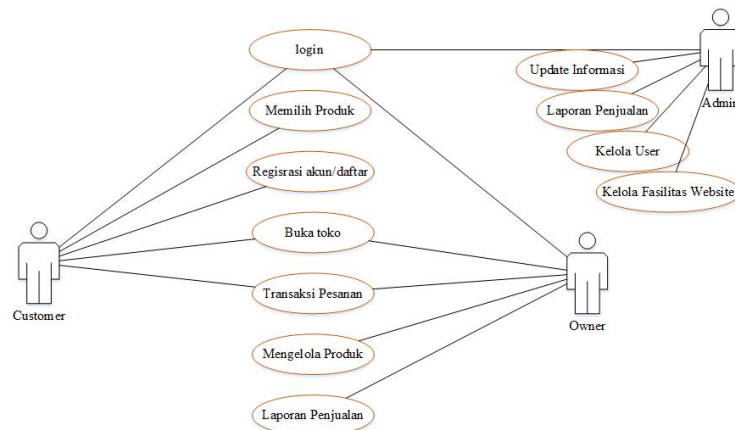 login
Update Informasi
Memilih Produk
Laporan Penjualan
Admin
Kelola User
Regisrasi akun/daftar
Kelola Fasilitas Website
Buka toko
Transaksi Pesanan
Customer
Owner
Mengelola Produk
Laporan Penjualan